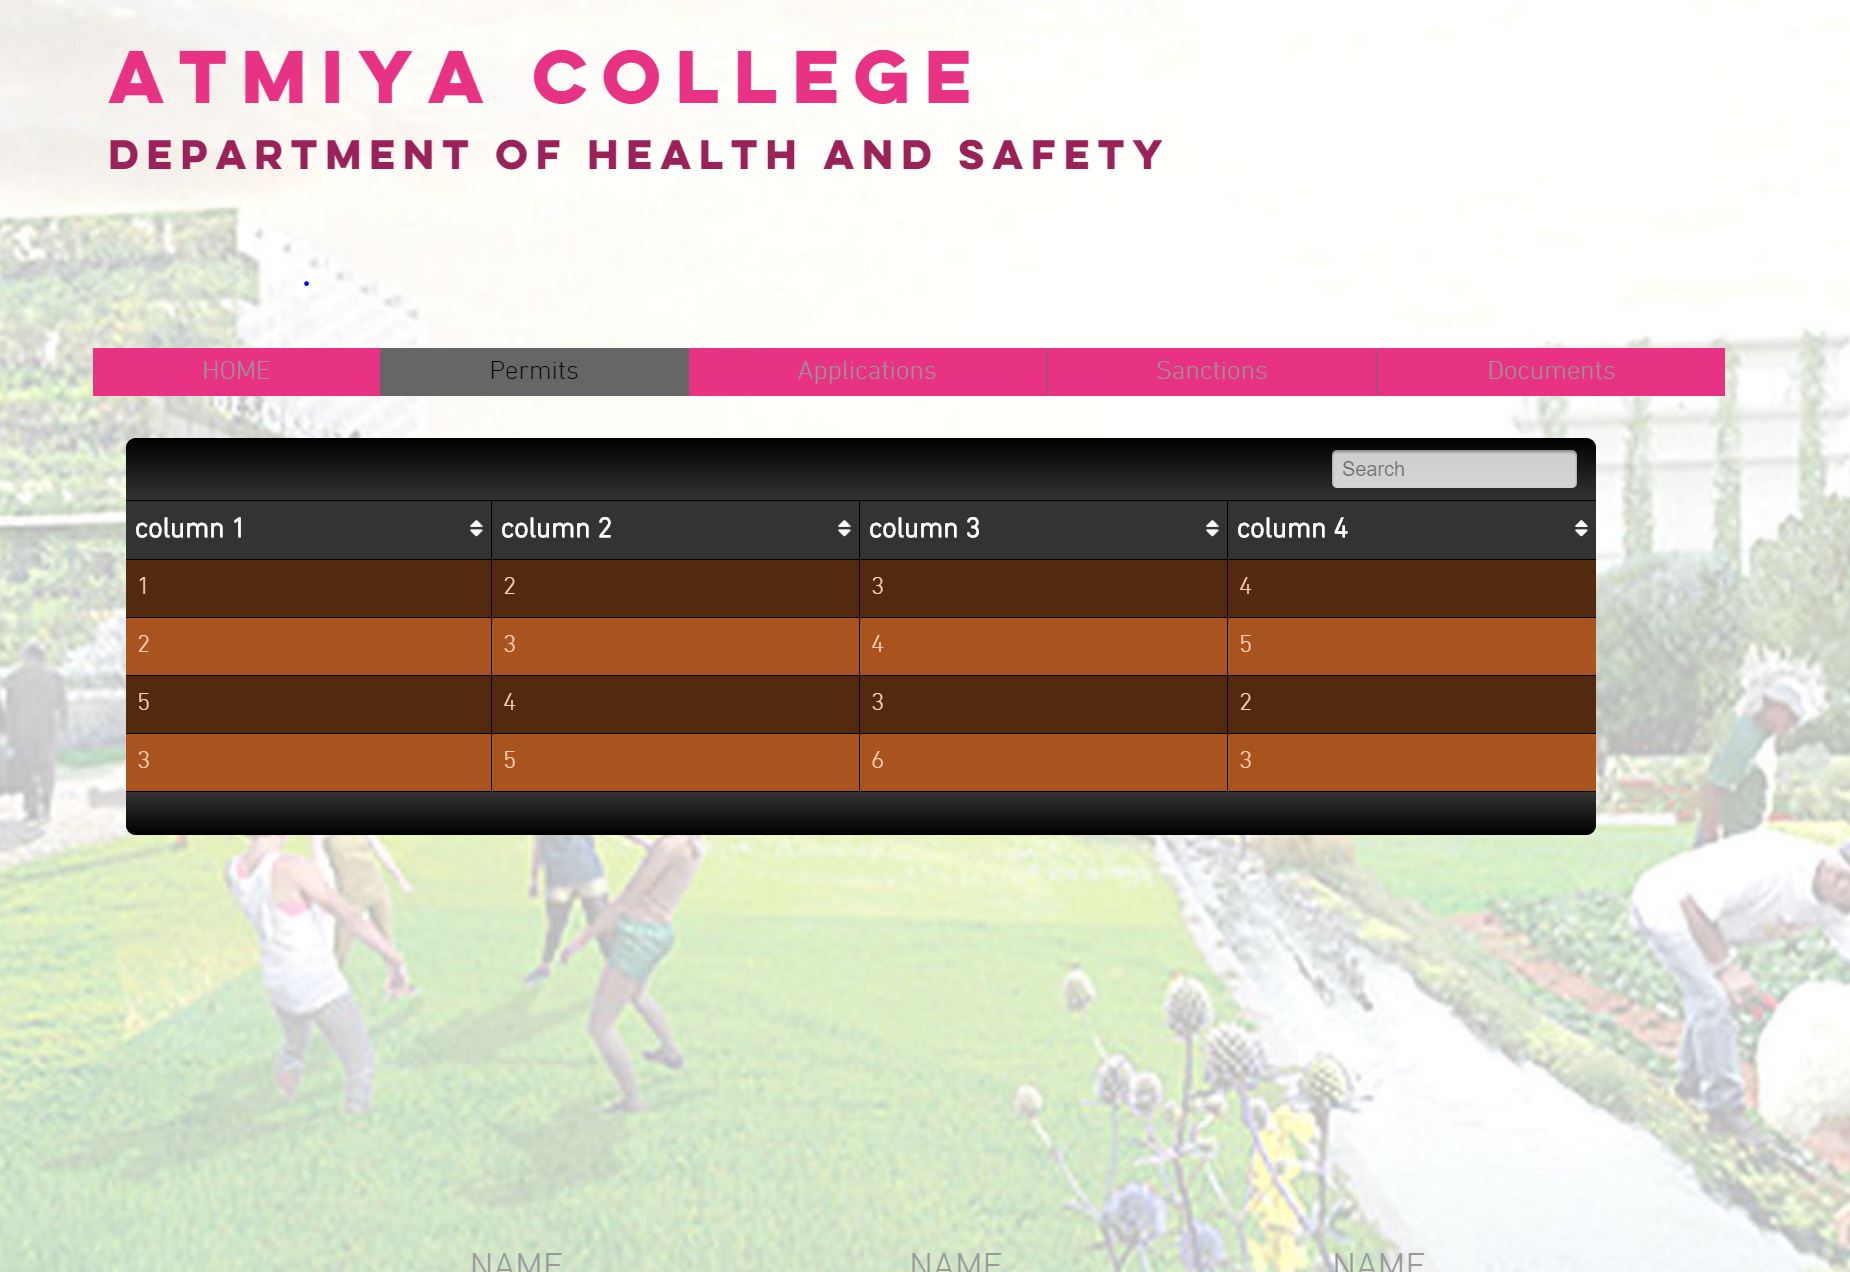 ATMIYA COLLEGE
DEPARTMENT OF HEALTH AND SAFETY
HOME Permits Applications Sanctions Documents
Search
column 1 column 2 column 3 column 4
1 2 3 4
2 3 4 5
5 4 3 2
3 5 6 3
NAME NAME NAME